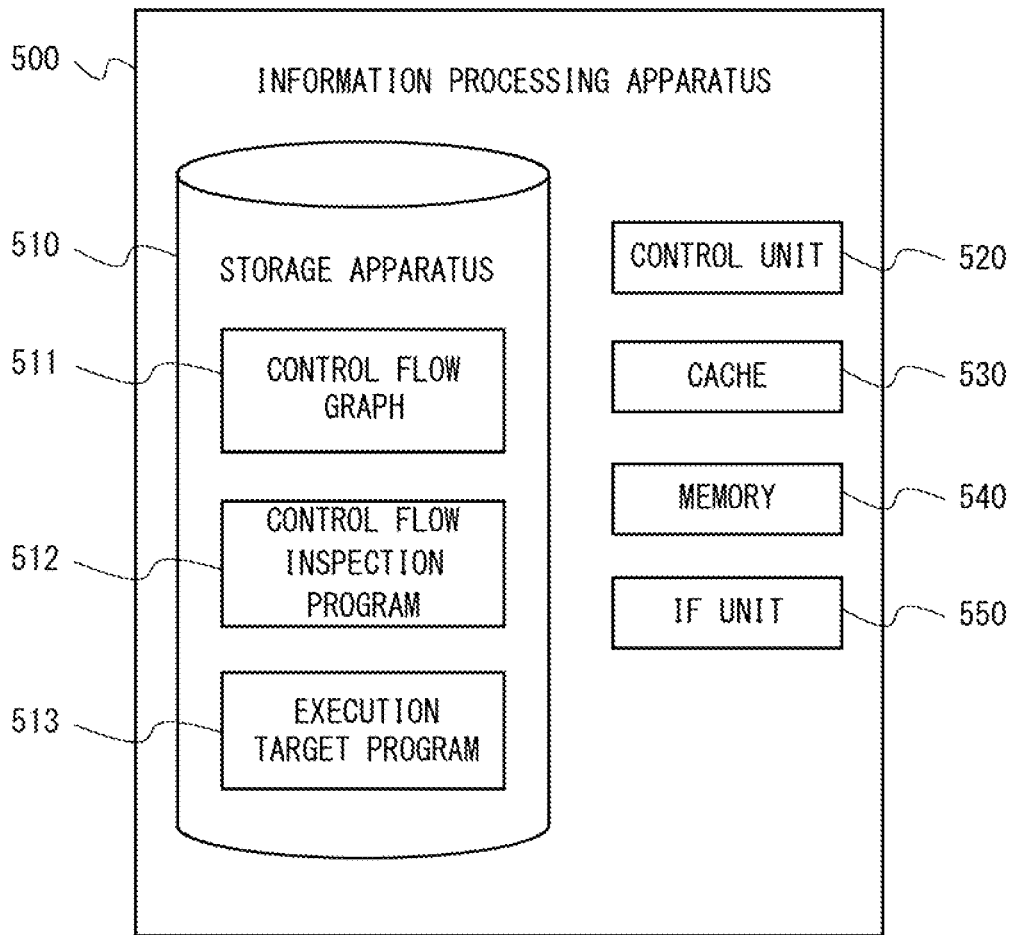 500
INFORMATION PROCESSING APPARATUS
510
STORAGE APPARATUS
511
CONTROL FLOW
GRAPH
512
CONTROL FLOW
INSPECTION
PROGRAM
513
EXECUTION
TARGET PROGRAM
CONTROL UNIT
520
CACHE
530
MEMORY
540
IF UNIT
550